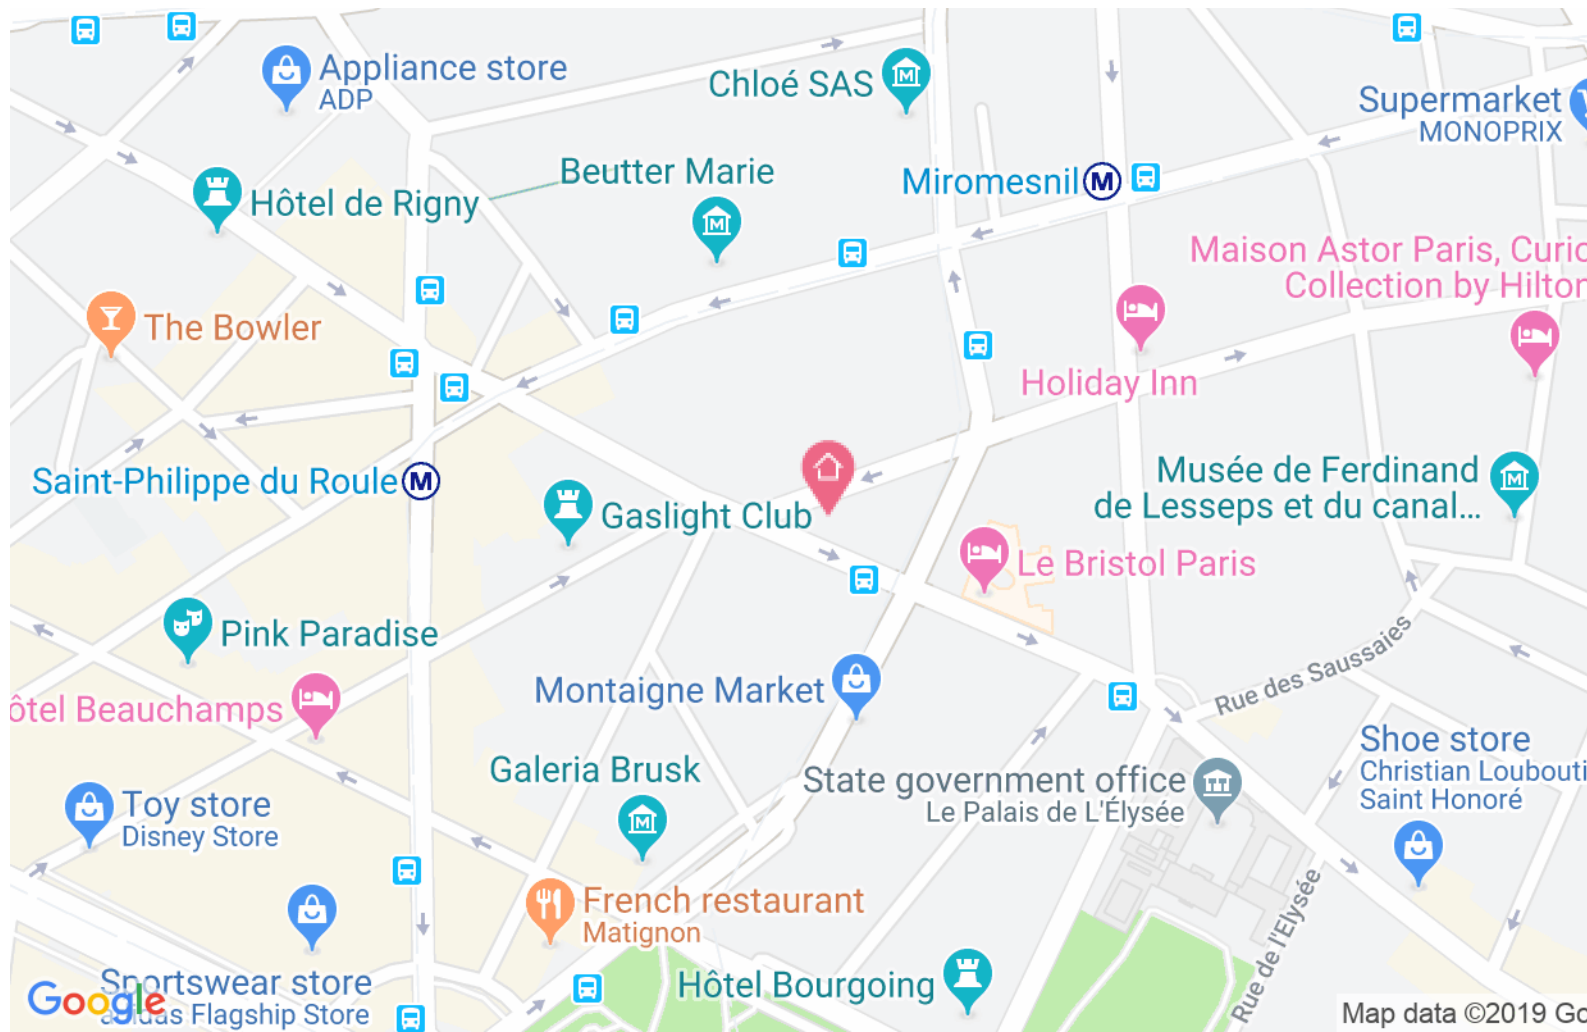 Appliance store
ADP
Chloé SAS
Supermarket
MONOPRIX
Beutter Marie
Miromesnil
M
Hôtel de Rigny
Maison Astor Paris, Curio
Collection by Hilton
The Bowler
Holiday Inn
Saint-Philippe du Roule
M
Musée de Ferdinand
de Lesseps et du canal...
Gaslight Club
Le Bristol Paris
Pink Paradise
Rue des Saussaies
Montaigne Market
ôtel Beauchamps
Shoe store
Christian Loubouti
Saint Honoré
Galeria Brusk
State government office
Le Palais de L'Élysée
Toy store
Disney Store
French restaurant
Matignon
Rue de l'Elysée
Sportswear store
adidas Flagship Store
Google
Hôtel Bourgoing
Map data ©2019 Go